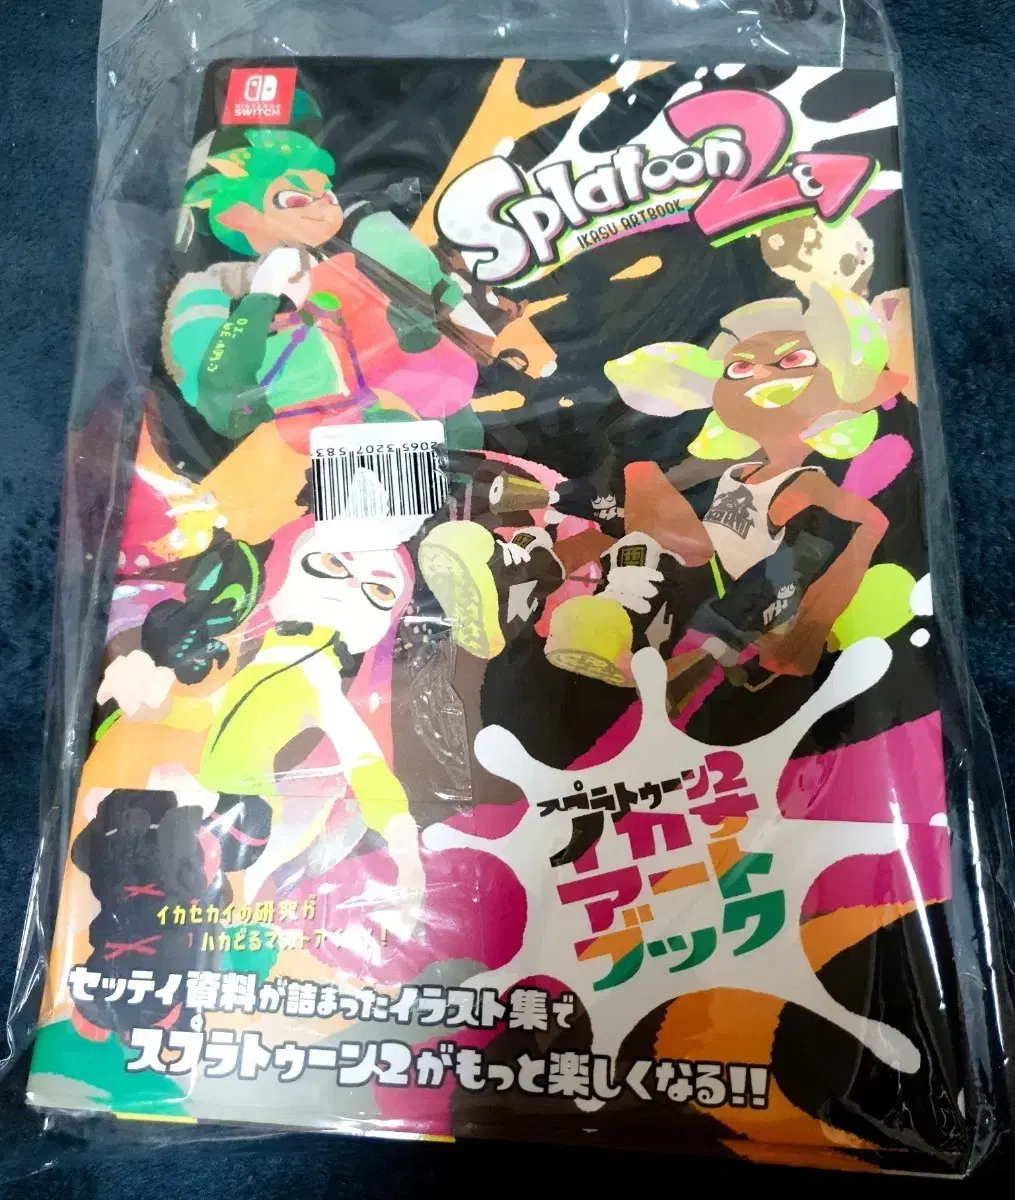 NINTENDO
SWITCH
Splatoon 2
IKASU ARTBOOK
2065 3207 583
スプラトゥーン2
イカす
アート
ブック
イカセカイの研究が
ハカどるマストアイテム!
セッテイ資料が詰まったイラスト集で
スプラトゥーン2がもっと楽しくなる!!